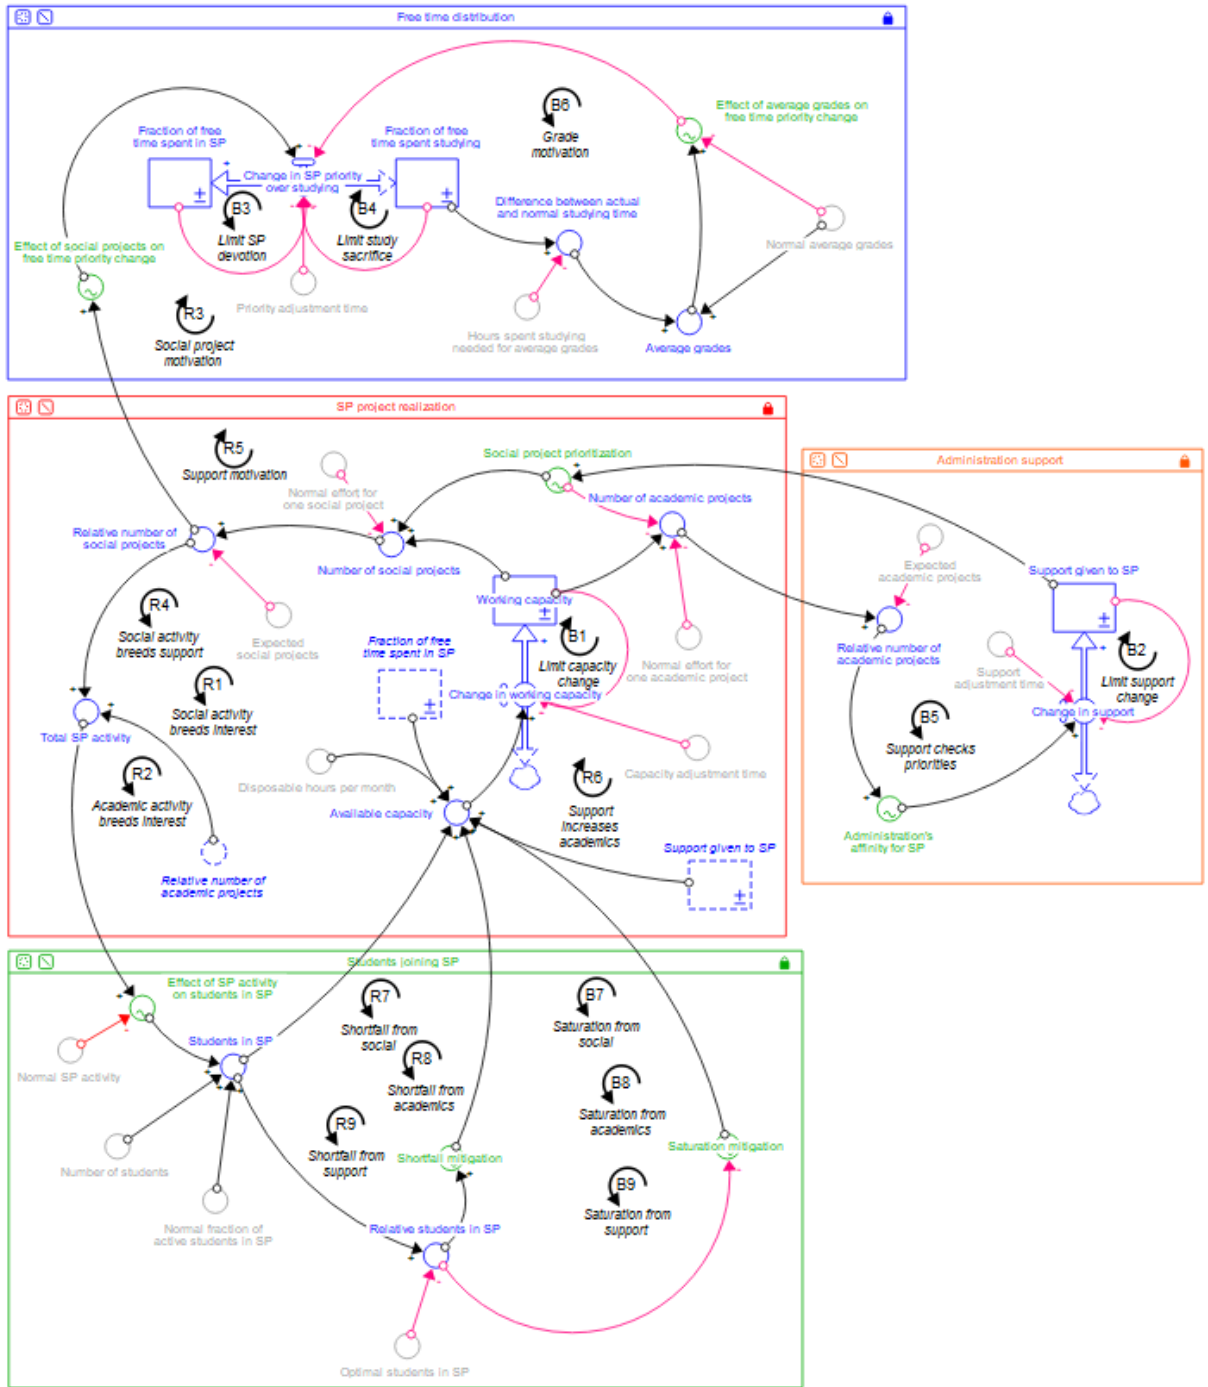 Free time distribution
B6
Grade
motivation
Effect of average grades on
free time priority change
Fraction of free
time spent in SP
Fraction of free
time spent studying
Change in SP priority
over studying
B3
Limit SP
devotion
B4
Limit study
sacrifice
Difference between actual
and normal studying time
Normal average grades
Effect of social projects on
free time priority change
Priority adjustment time
R3
Social project
motivation
Hours spent studying
needed for average grades
Average grades
SP project realization
R5
Support motivation
Normal effort for
one social project
Social project prioritization
Number of academic projects
Relative number of
social projects
Number of social projects
Working capacity
R4
Social activity
breeds support
Expected
social projects
Fraction of free
time spent in SP
B1
Limit capacity
change
Normal effort for
one academic project
R1
Social activity
breeds interest
Change in working capacity
Total SP activity
R2
Academic activity
breeds interest
Disposable hours per month
Capacity adjustment time
R6
Support
increases
academics
Available capacity
Relative number of
academic projects
Support given to SP
Administration support
Expected
academic projects
Support given to SP
Relative number of
academic projects
Support
adjustment time
B2
Limit support
change
Change in support
B5
Support checks
priorities
Administration's
affinity for SP
Students joining SP
Effect of SP activity
on students in SP
R7
Shortfall from
social
B7
Saturation from
social
Normal SP activity
Students in SP
R8
Shortfall from
academics
B8
Saturation from
academics
R9
Shortfall from
support
Number of students
Shortfall mitigation
Saturation mitigation
B9
Saturation from
support
Normal fraction of
active students in SP
Relative students in SP
Optimal students in SP